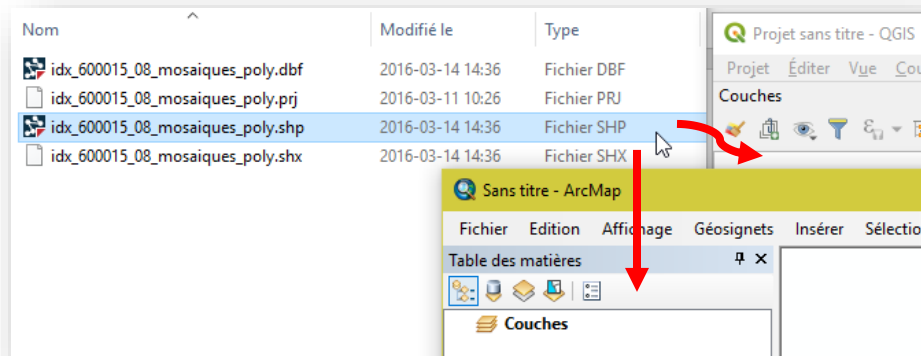 Nom Modifié le Type
idx_600015_08_mosaiques_poly.dbf 2016-03-14 14:36 Fichier DBF
idx_600015_08_mosaiques_poly.prj 2016-03-11 10:26 Fichier PRJ
idx_600015_08_mosaiques_poly.shp 2016-03-14 14:36 Fichier SHP
idx_600015_08_mosaiques_poly.shx 2016-03-14 14:36 Fichier SHX
Projet sans titre - QGIS
Projet Éditer Vue Cou
Couches
Sans titre - ArcMap
Fichier Edition Affichage Géosignets Insérer Sélectio
Table des matières
Couches